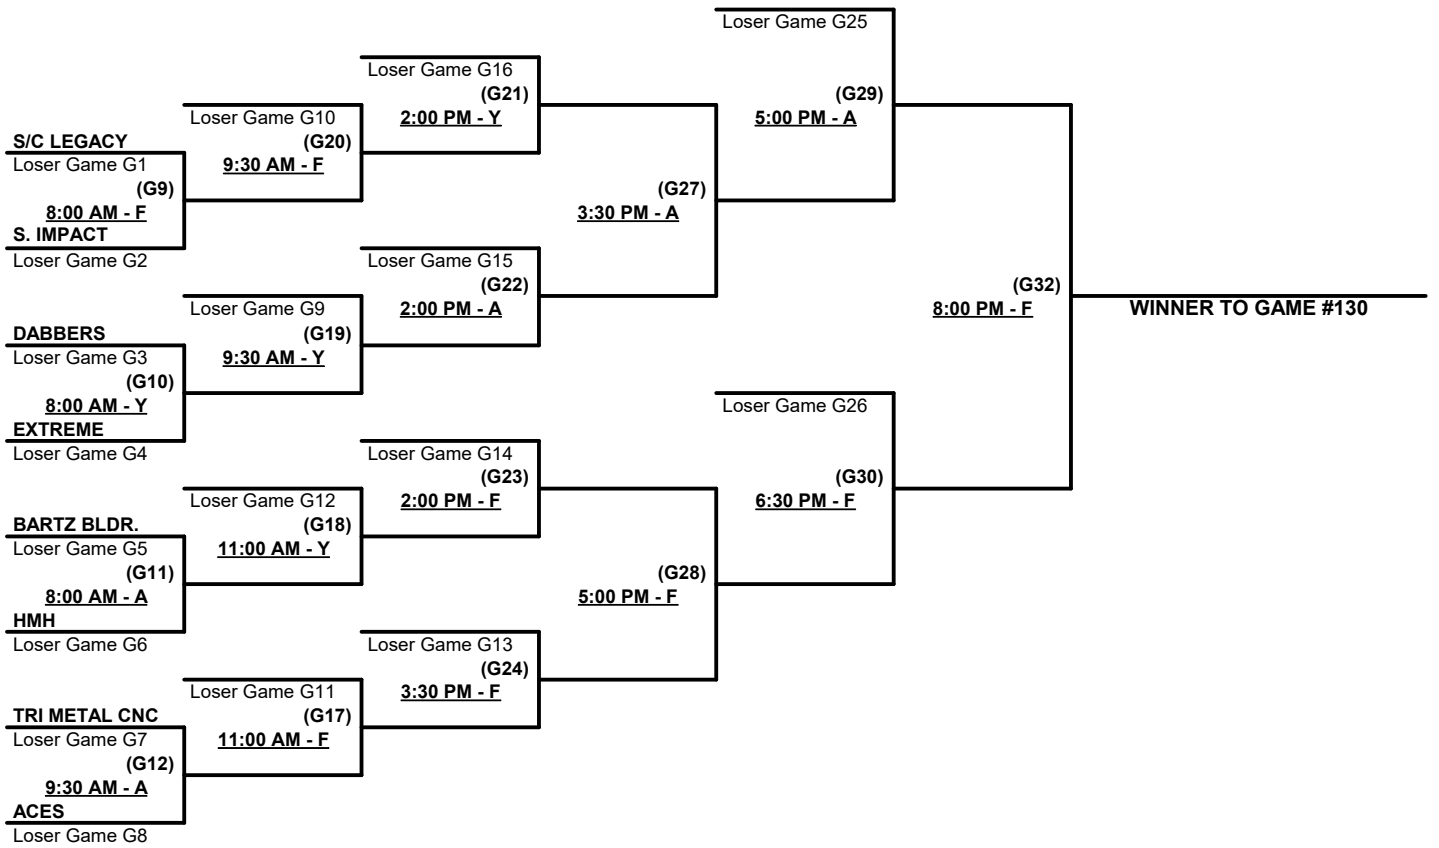 Loser Game G25
Loser Game G16
(G21)
(G29)
Loser Game G10
2:00 PM - Y
5:00 PM - A
S/C LEGACY
(G20)
Loser Game G1
9:30 AM - F
(G9)
(G27)
8:00 AM - F
3:30 PM - A
S. IMPACT
Loser Game G2
Loser Game G15
(G22)
(G32)
Loser Game G9
2:00 PM - A
8:00 PM - F
WINNER TO GAME #130
DABBERS
(G19)
Loser Game G3
9:30 AM - Y
(G10)
8:00 AM - Y
Loser Game G26
EXTREME
Loser Game G4
Loser Game G14
(G23)
(G30)
Loser Game G12
2:00 PM - F
6:30 PM - F
BARTZ BLDR.
(G18)
Loser Game G5
11:00 AM - Y
(G11)
(G28)
8:00 AM - A
5:00 PM - F
HMH
Loser Game G6
Loser Game G13
(G24)
Loser Game G11
3:30 PM - F
TRI METAL CNC
(G17)
Loser Game G7
11:00 AM - F
(G12)
9:30 AM - A
ACES
Loser Game G8